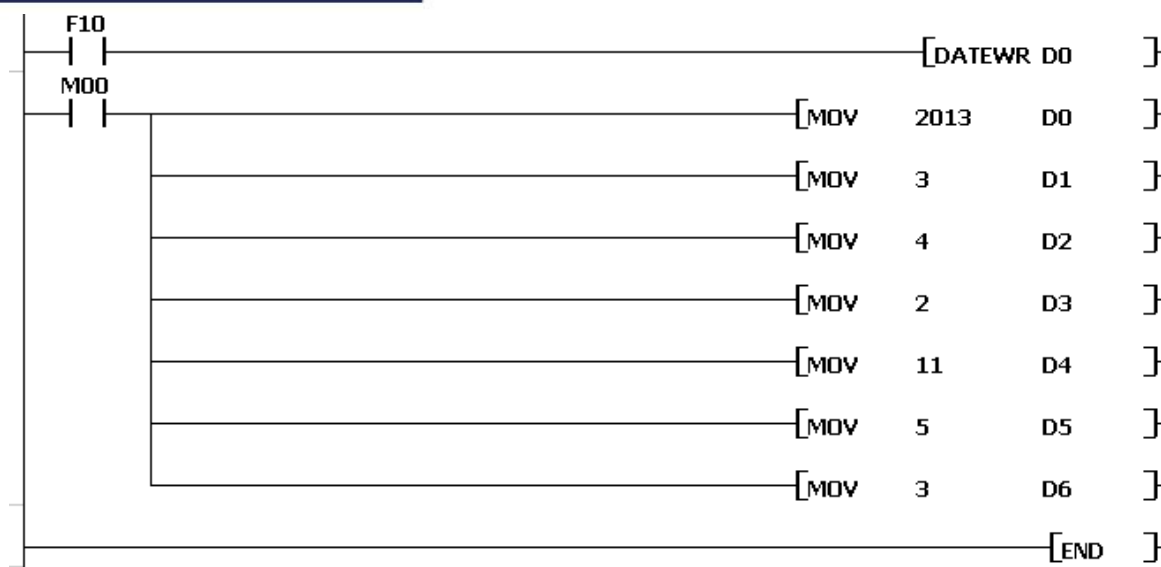 F10
DATEWR D0
M00
MOV 2013 D0
MOV 3 D1
MOV 4 D2
MOV 2 D3
MOV 11 D4
MOV 5 D5
MOV 3 D6
END